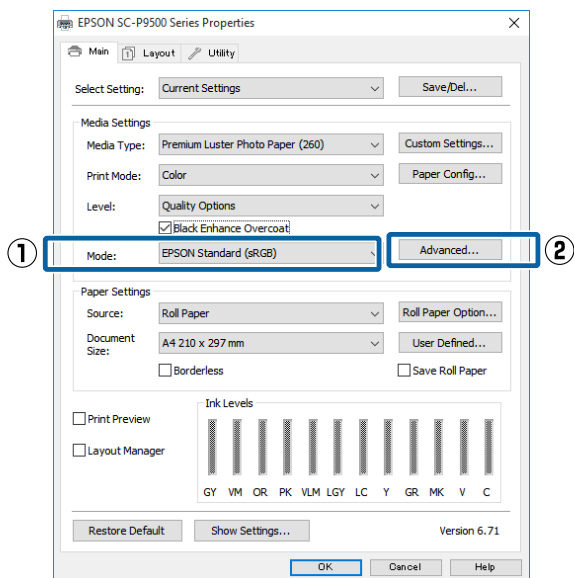 EPSON SC-P9500 Series Properties
Main Layout Utility
Select Setting: Current Settings Save/Del...
Media Settings
Media Type: Premium Luster Photo Paper (260) Custom Settings...
Print Mode: Color Paper Config...
Level: Quality Options
Black Enhance Overcoat
① Mode: EPSON Standard (sRGB) Advanced... ②
Paper Settings
Source: Roll Paper Roll Paper Option...
Document Size: A4 210 x 297 mm User Defined...
Borderless Save Roll Paper
Ink Levels
Print Preview
Layout Manager
GY VM OR PK VLM LGY LC Y GR MK V C
Restore Default Show Settings... Version 6.71
OK Cancel Help